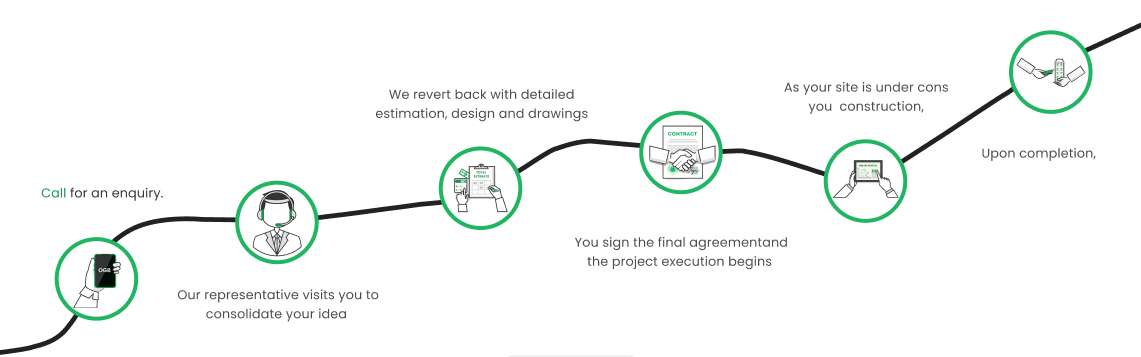 Call for an enquiry.
OGB
Our representative visits you to
consolidate your idea
We revert back with detailed
estimation, design and drawings
TOTAL
ESTIMATE
You sign the final agreementand
the project execution begins
CONTRACT
As your site is under cons
you  construction,
Upon completion,